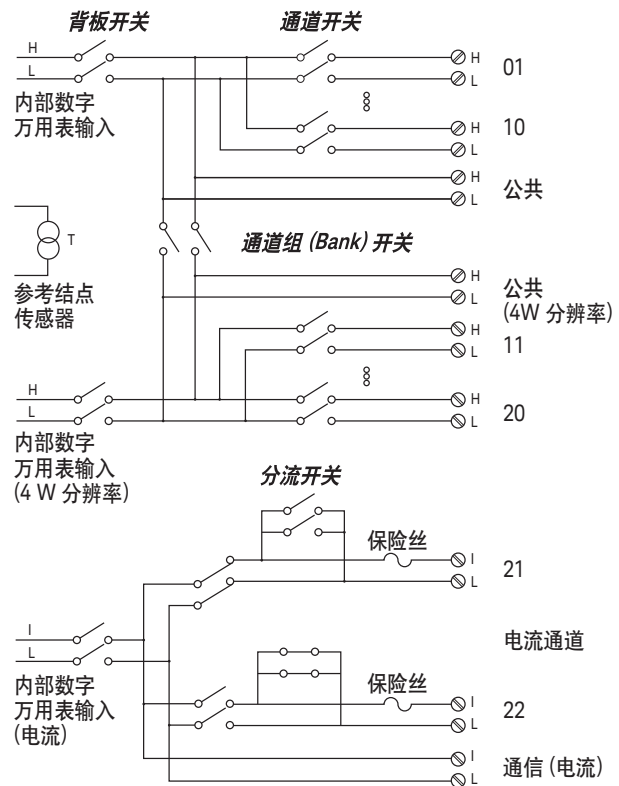 背板开关 通道开关
H
L
内部数字
万用表输入
H
L
01
H
L
10
H
L
公共
T
参考结点
传感器
通道组 (Bank) 开关
H
L
公共
(4W 分辨率)
H
L
11
H
L
内部数字
万用表输入
(4 W 分辨率)
H
L
20
分流开关
保险丝
I
L
21
电流通道
I
L
内部数字
万用表输入
(电流)
保险丝
I
L
22
I
L
通信 (电流)